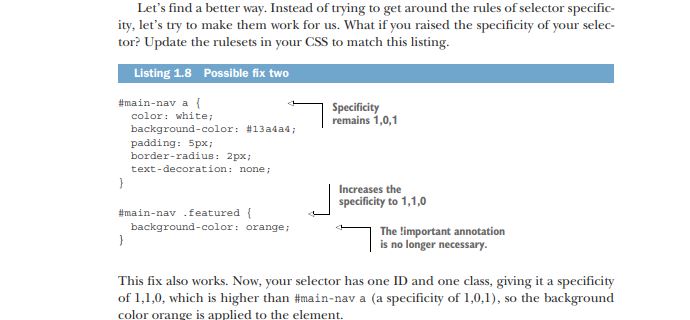 Let's find a better way. Instead of trying to get around the rules of selector specific-
ity, let's try to make them work for us. What if you raised the specificity of your selec-
tor? Update the rulesets in your CSS to match this listing.
Listing 1.8 Possible fix two
#main-nav a {
color: white;
background-color: #13a4a4;
padding: 5px;
border-radius: 2px;
text-decoration: none;
}
Specificity
remains 1,0,1
#main-nav .featured {
background-color: orange;
}
Increases the
specificity to 1,1,0
The !important annotation
is no longer necessary.
This fix also works. Now, your selector has one ID and one class, giving it a specificity
of 1,1,0, which is higher than #main-nav a (a specificity of 1,0,1), so the background
color orange is applied to the element.